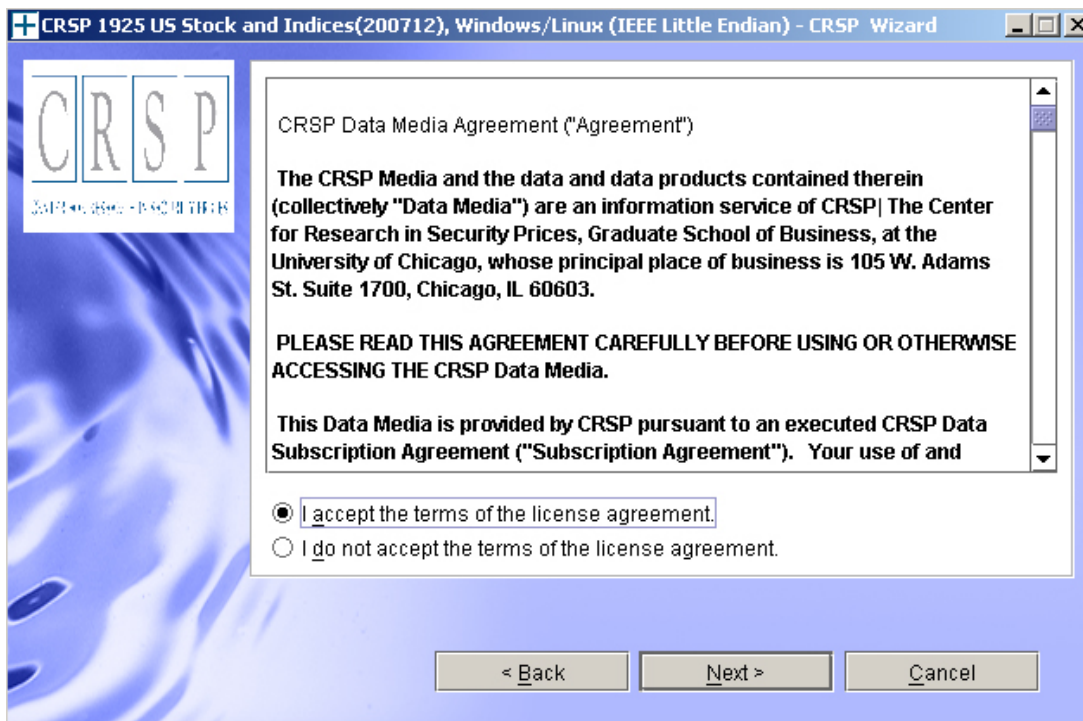 CRSP 1925 US Stock and Indices(200712), Windows/Linux (IEEE Little Endian) - CRSP Wizard
CRSP
CRSP Data Media Agreement ("Agreement")
The CRSP Media and the data and data products contained therein
(collectively "Data Media") are an information service of CRSP| The Center
for Research in Security Prices, Graduate School of Business, at the
University of Chicago, whose principal place of business is 105 W. Adams
St. Suite 1700, Chicago, IL 60603.
PLEASE READ THIS AGREEMENT CAREFULLY BEFORE USING OR OTHERWISE
ACCESSING THE CRSP Data Media.
This Data Media is provided by CRSP pursuant to an executed CRSP Data
Subscription Agreement ("Subscription Agreement").  Your use of and
I accept the terms of the license agreement.
I do not accept the terms of the license agreement.
< Back
Next >
Cancel